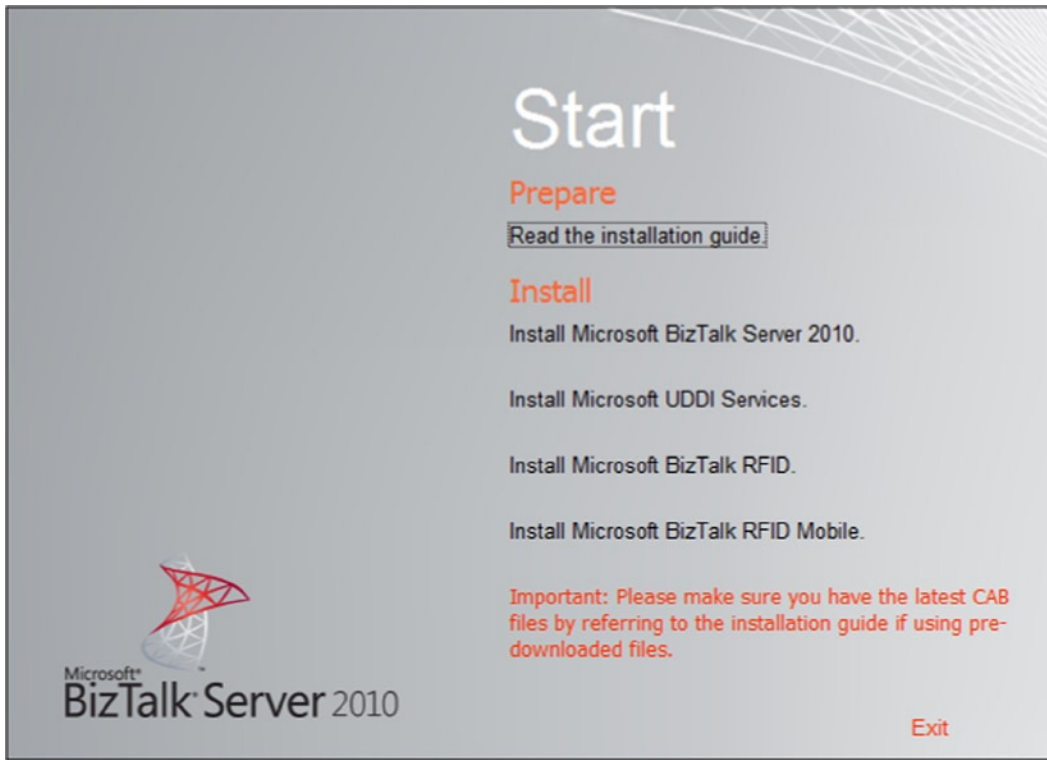 Start
Prepare
Read the installation guide.
Install
Install Microsoft BizTalk Server 2010.
Install Microsoft UDDI Services.
Install Microsoft BizTalk RFID.
Install Microsoft BizTalk RFID Mobile.
Important: Please make sure you have the latest CAB
files by referring to the installation guide if using pre-
downloaded files.
Microsoft®
BizTalk® Server™ 2010
Exit